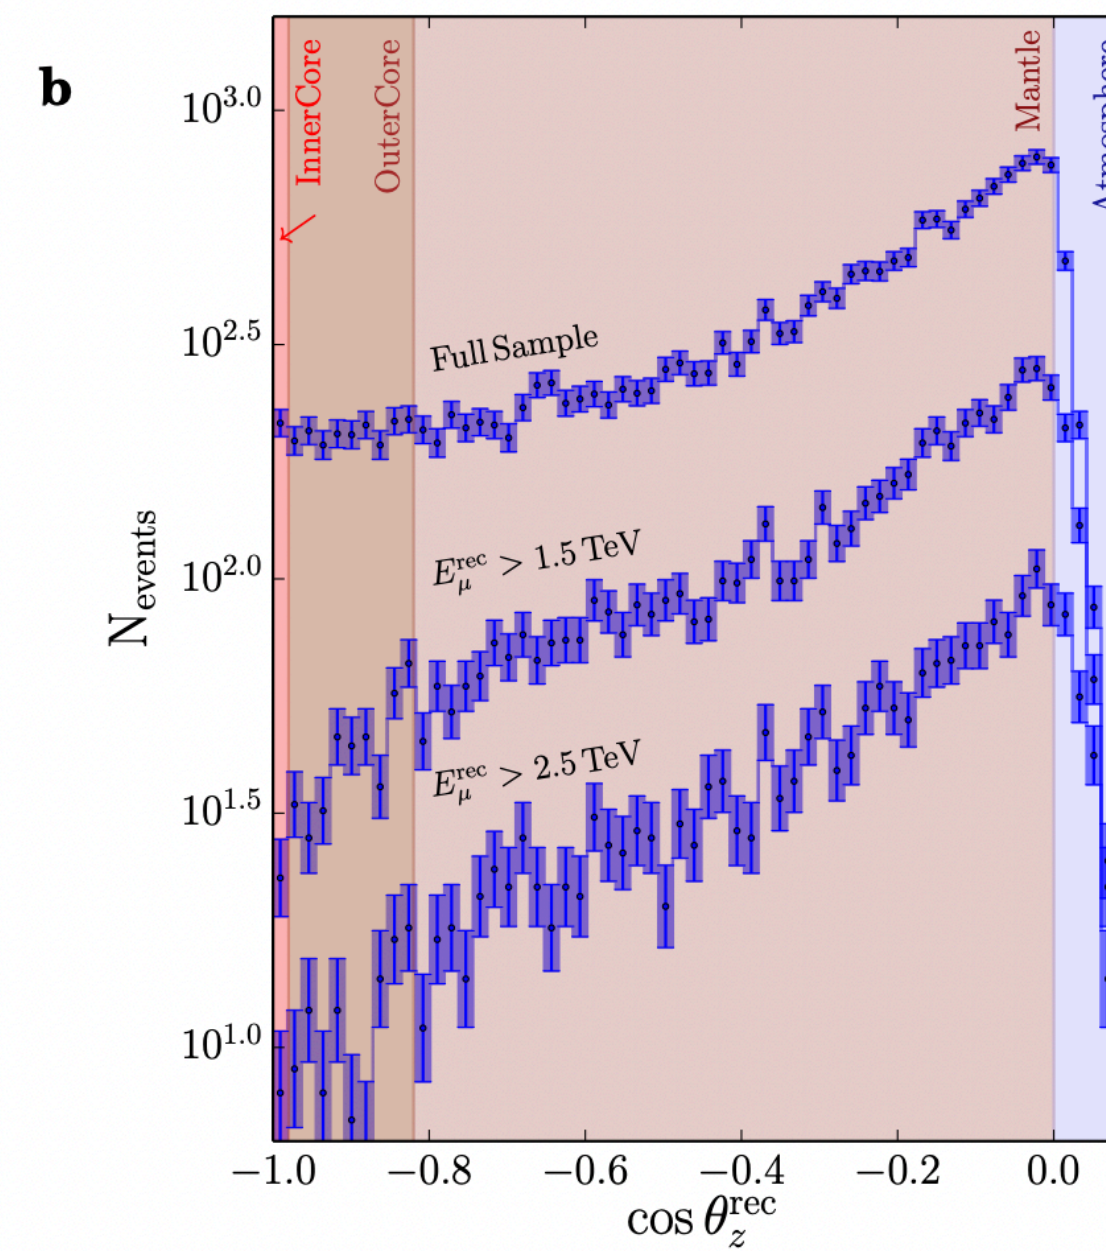 b
InnerCore
OuterCore
Mantle
Atmosphere
10^3.0
10^2.5
Full Sample
10^2.0
E_μ^rec > 1.5 TeV
10^1.5
E_μ^rec > 2.5 TeV
10^1.0
N_events
−1.0 −0.8 −0.6 −0.4 −0.2 0.0
cos θ_z^rec